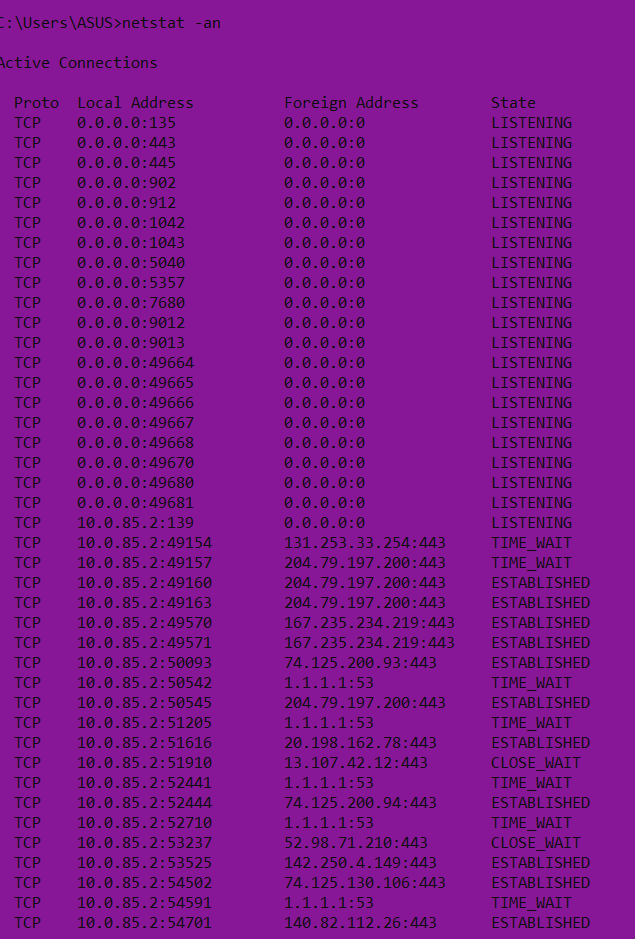 C:\Users\ASUS>netstat -an
Active Connections
Proto  Local Address          Foreign Address        State
TCP    0.0.0.0:135            0.0.0.0:0              LISTENING
TCP    0.0.0.0:443            0.0.0.0:0              LISTENING
TCP    0.0.0.0:445            0.0.0.0:0              LISTENING
TCP    0.0.0.0:902            0.0.0.0:0              LISTENING
TCP    0.0.0.0:912            0.0.0.0:0              LISTENING
TCP    0.0.0.0:1042           0.0.0.0:0              LISTENING
TCP    0.0.0.0:1043           0.0.0.0:0              LISTENING
TCP    0.0.0.0:5040           0.0.0.0:0              LISTENING
TCP    0.0.0.0:5357           0.0.0.0:0              LISTENING
TCP    0.0.0.0:7680           0.0.0.0:0              LISTENING
TCP    0.0.0.0:9012           0.0.0.0:0              LISTENING
TCP    0.0.0.0:9013           0.0.0.0:0              LISTENING
TCP    0.0.0.0:49664          0.0.0.0:0              LISTENING
TCP    0.0.0.0:49665          0.0.0.0:0              LISTENING
TCP    0.0.0.0:49666          0.0.0.0:0              LISTENING
TCP    0.0.0.0:49667          0.0.0.0:0              LISTENING
TCP    0.0.0.0:49668          0.0.0.0:0              LISTENING
TCP    0.0.0.0:49670          0.0.0.0:0              LISTENING
TCP    0.0.0.0:49680          0.0.0.0:0              LISTENING
TCP    0.0.0.0:49681          0.0.0.0:0              LISTENING
TCP    10.0.85.2:139          0.0.0.0:0              LISTENING
TCP    10.0.85.2:49154        131.253.33.254:443     TIME_WAIT
TCP    10.0.85.2:49157        204.79.197.200:443     TIME_WAIT
TCP    10.0.85.2:49160        204.79.197.200:443     ESTABLISHED
TCP    10.0.85.2:49163        204.79.197.200:443     ESTABLISHED
TCP    10.0.85.2:49570        167.235.234.219:443    ESTABLISHED
TCP    10.0.85.2:49571        167.235.234.219:443    ESTABLISHED
TCP    10.0.85.2:50093        74.125.200.93:443      ESTABLISHED
TCP    10.0.85.2:50542        1.1.1.1:53             TIME_WAIT
TCP    10.0.85.2:50545        204.79.197.200:443     ESTABLISHED
TCP    10.0.85.2:51205        1.1.1.1:53             TIME_WAIT
TCP    10.0.85.2:51616        20.198.162.78:443      ESTABLISHED
TCP    10.0.85.2:51910        13.107.42.12:443       CLOSE_WAIT
TCP    10.0.85.2:52441        1.1.1.1:53             TIME_WAIT
TCP    10.0.85.2:52444        74.125.200.94:443      ESTABLISHED
TCP    10.0.85.2:52710        1.1.1.1:53             TIME_WAIT
TCP    10.0.85.2:53237        52.98.71.210:443       CLOSE_WAIT
TCP    10.0.85.2:53525        142.250.4.149:443      ESTABLISHED
TCP    10.0.85.2:54502        74.125.130.106:443     ESTABLISHED
TCP    10.0.85.2:54591        1.1.1.1:53             TIME_WAIT
TCP    10.0.85.2:54701        140.82.112.26:443      ESTABLISHED